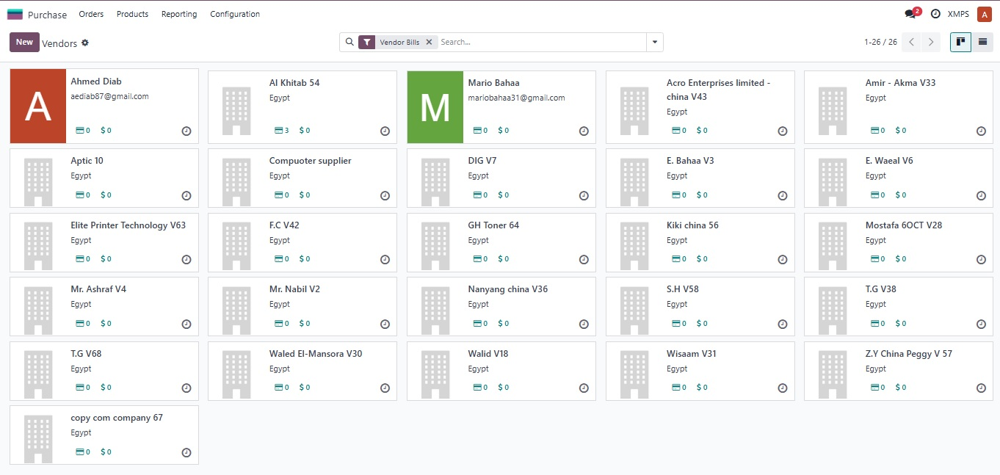 Purchase Orders Products Reporting Configuration 2 XMPS A
New Vendors Vendor Bills Search... 1-26 / 26
A
Ahmed Diab
aediab87@gmail.com
0 $ 0
Al Khitab 54
Egypt
3 $ 0
M
Mario Bahaa
mariobahaa31@gmail.com
0 $ 0
Acro Enterprises limited -
china V43
Egypt
0 $ 0
Amir - Akma V33
Egypt
0 $ 0
Aptic 10
Egypt
0 $ 0
Compuoter supplier
Egypt
0 $ 0
DIG V7
Egypt
0 $ 0
E. Bahaa V3
Egypt
0 $ 0
E. Waeal V6
Egypt
0 $ 0
Elite Printer Technology V63
Egypt
0 $ 0
F.C V42
Egypt
0 $ 0
GH Toner 64
Egypt
0 $ 0
Kiki china 56
Egypt
0 $ 0
Mostafa 6OCT V28
Egypt
0 $ 0
Mr. Ashraf V4
Egypt
0 $ 0
Mr. Nabil V2
Egypt
0 $ 0
Nanyang china V36
Egypt
0 $ 0
S.H V58
Egypt
0 $ 0
T.G V38
Egypt
0 $ 0
T.G V68
Egypt
0 $ 0
Waled El-Mansora V30
Egypt
0 $ 0
Walid V18
Egypt
0 $ 0
Wisaam V31
Egypt
0 $ 0
Z.Y China Peggy V 57
Egypt
0 $ 0
copy com company 67
Egypt
0 $ 0